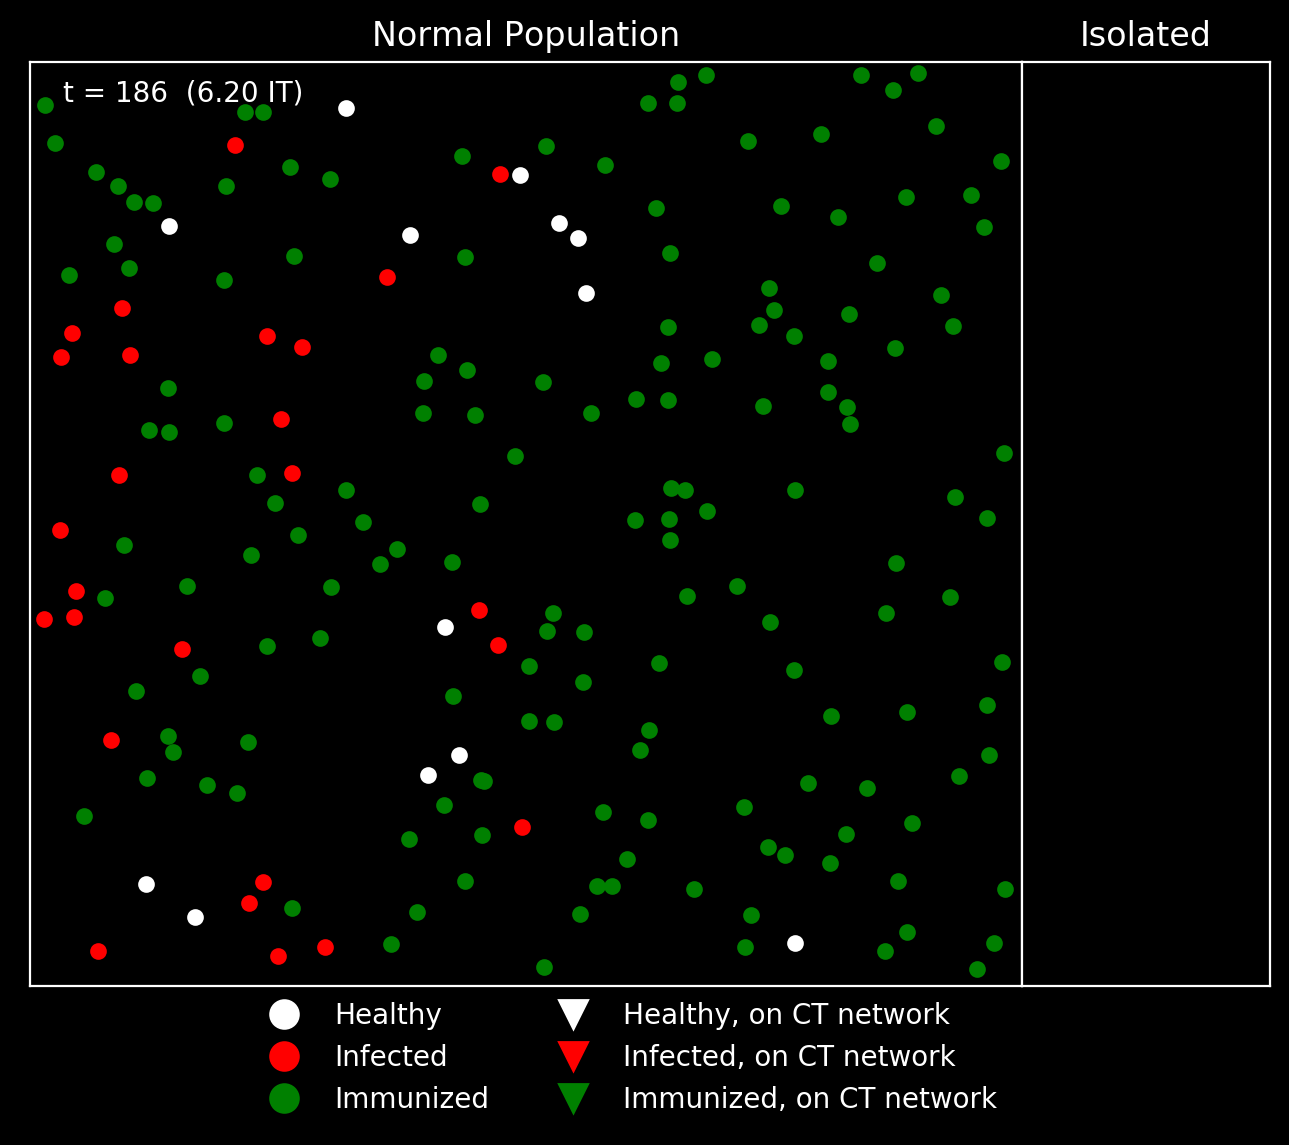 Normal Population
Isolated
t = 186  (6.20 IT)
Healthy
Infected
Immunized
Healthy, on CT network
Infected, on CT network
Immunized, on CT network